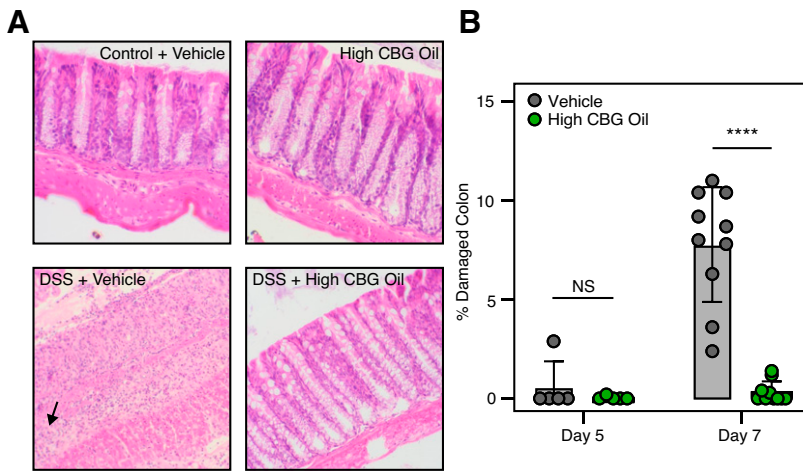 A
Control + Vehicle
High CBG Oil
DSS + Vehicle
DSS + High CBG Oil
B
% Damaged Colon
15
10
5
0
Vehicle
High CBG Oil
NS
****
Day 5
Day 7